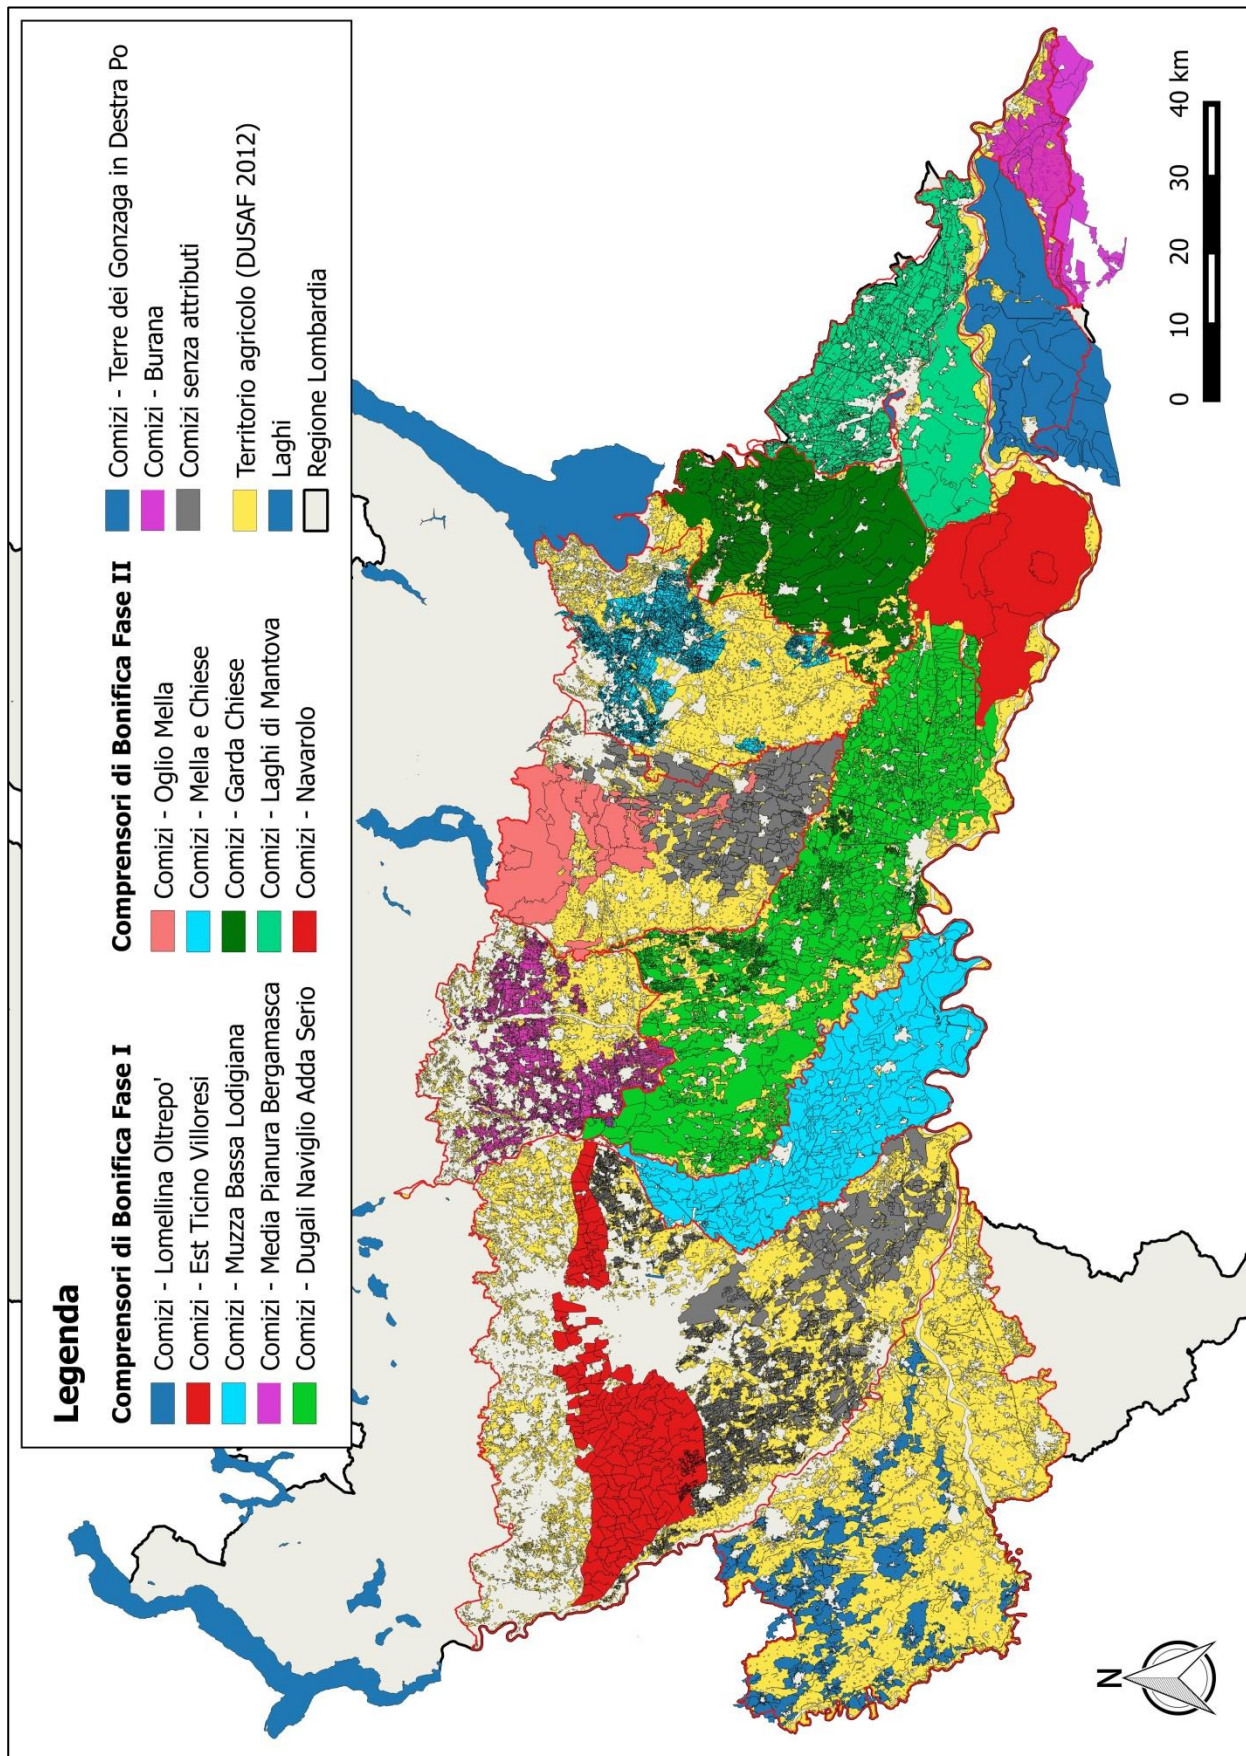 Legenda
Comprensori di Bonifica Fase I
Comizi - Lomellina Oltrepo'
Comizi - Est Ticino Villoresi
Comizi - Muzza Bassa Lodigiana
Comizi - Media Pianura Bergamasca
Comizi - Dugali Naviglio Adda Serio
Comprensori di Bonifica Fase II
Comizi - Oglio Mella
Comizi - Mella e Chiese
Comizi - Garda Chiese
Comizi - Laghi di Mantova
Comizi - Navarolo
Comizi - Terre dei Gonzaga in Destra Po
Comizi - Burana
Comizi senza attributi
Territorio agricolo (DUSAF 2012)
Laghi
Regione Lombardia
N
0 10 20 30 40 km